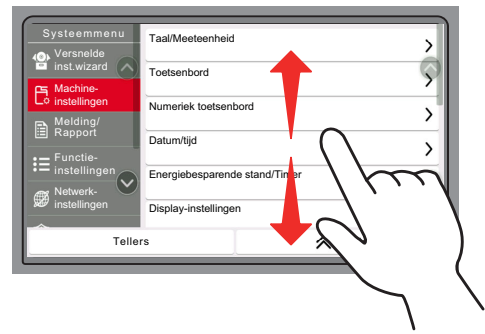 Systeemmenu
Versnelde
inst.wizard
Machine-
instellingen
Melding/
Rapport
Functie-
instellingen
Netwerk-
instellingen
Taal/Meeteenheid
Toetsenbord
Numeriek toetsenbord
Datum/tijd
Energiebesparende stand/Timer
Display-instellingen
Tellers